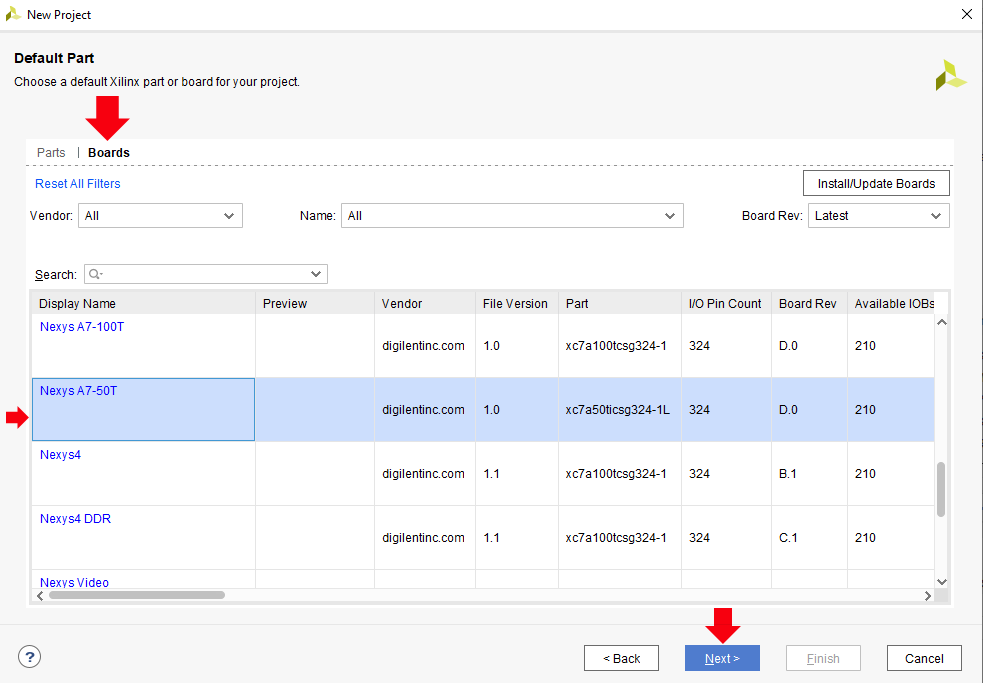 New Project
Default Part
Choose a default Xilinx part or board for your project.
Parts | Boards
Reset All Filters
Install/Update Boards
Vendor: All Name: All Board Rev: Latest
Search:
Display Name Preview Vendor File Version Part I/O Pin Count Board Rev Available IOBs
Nexys A7-100T digilentinc.com 1.0 xc7a100tcsg324-1 324 D.0 210
Nexys A7-50T digilentinc.com 1.0 xc7a50ticsg324-1L 324 D.0 210
Nexys4 digilentinc.com 1.1 xc7a100tcsg324-1 324 B.1 210
Nexys4 DDR digilentinc.com 1.1 xc7a100tcsg324-1 324 C.1 210
Nexys Video
? < Back Next > Finish Cancel